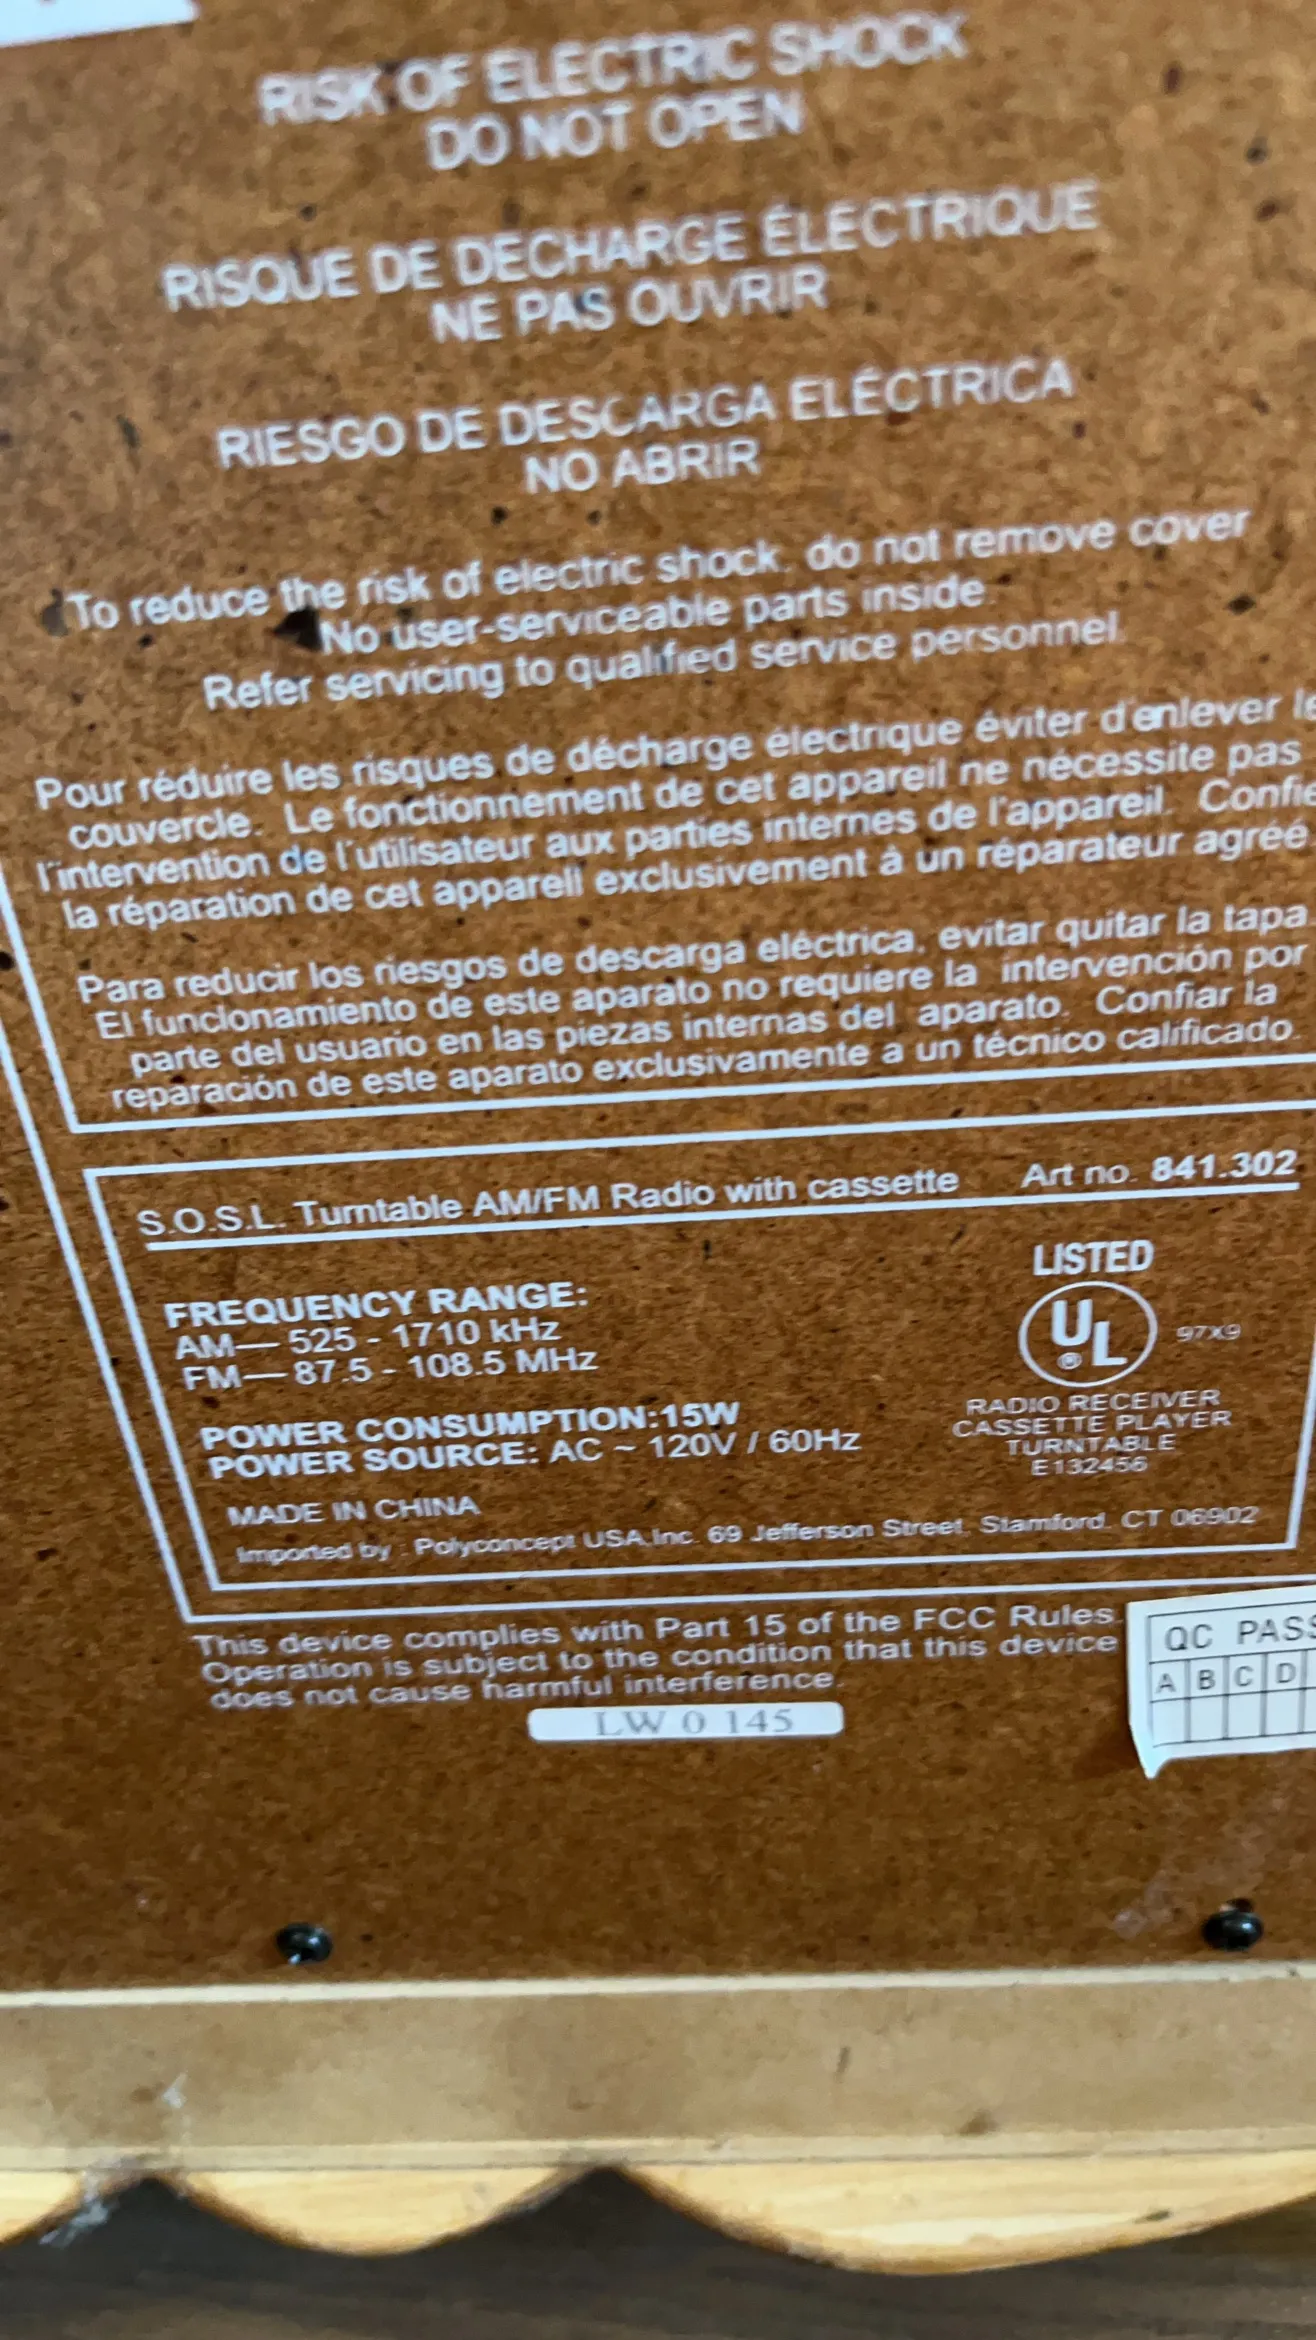 RISK OF ELECTRIC SHOCK
DO NOT OPEN
RISQUE DE DECHARGE ÉLECTRIQUE
NE PAS OUVRIR
RIESGO DE DESCARGA ELÉCTRICA
NO ABRIR
To reduce the risk of electric shock. do not remove cover
No user-serviceable parts inside.
Refer servicing to qualified service personnel.
Pour réduire les risques de décharge électrique éviter d'enlever
couvercle. Le fonctionnement de cet appareil ne nécessite pas
l'intervention de l'utilisateur aux parties internes de l'appareil.
la réparation de cet appareil exclusivement à un réparateur agréé
Para reducir los riesgos de descarga eléctrica, evitar quitar la tapa
El funcionamiento de este aparato no requiere la intervención por
parte del usuario en las piezas internas del aparato. Confiar la
reparación de este aparato exclusivamente a un técnico calificado.
S.O.S.L. Turntable AM/FM Radio with cassette Art no. 841.302
LISTED
UL ®
97X9
FREQUENCY RANGE:
AM— 525 - 1710 kHz
FM— 87.5 - 108.5 MHz
RADIO RECEIVER
CASSETTE PLAYER
TURNTABLE
E132456
POWER CONSUMPTION:15W
POWER SOURCE: AC ~ 120V / 60Hz
MADE IN CHINA
Imported by : Polyconcept USA,Inc. 69 Jefferson Street, Stamford. CT 06902
This device complies with Part 15 of the FCC Rules.
Operation is subject to the condition that this device
does not cause harmful interference.
LW 0 145
QC PASS
A B C D